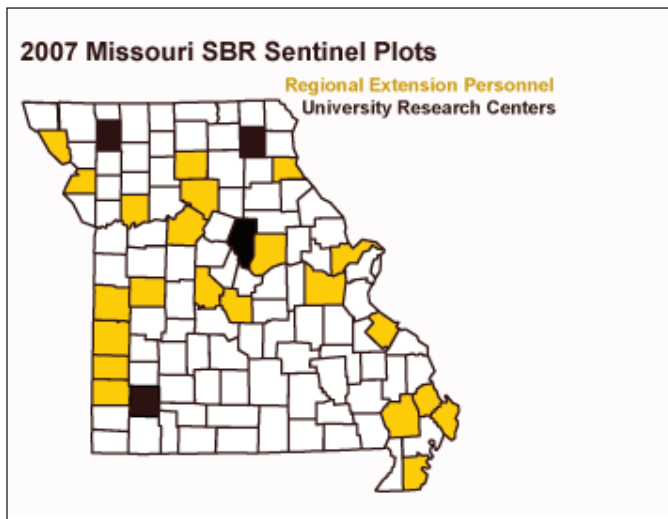 2007 Missouri SBR Sentinel Plots
Regional Extension Personnel
University Research Centers